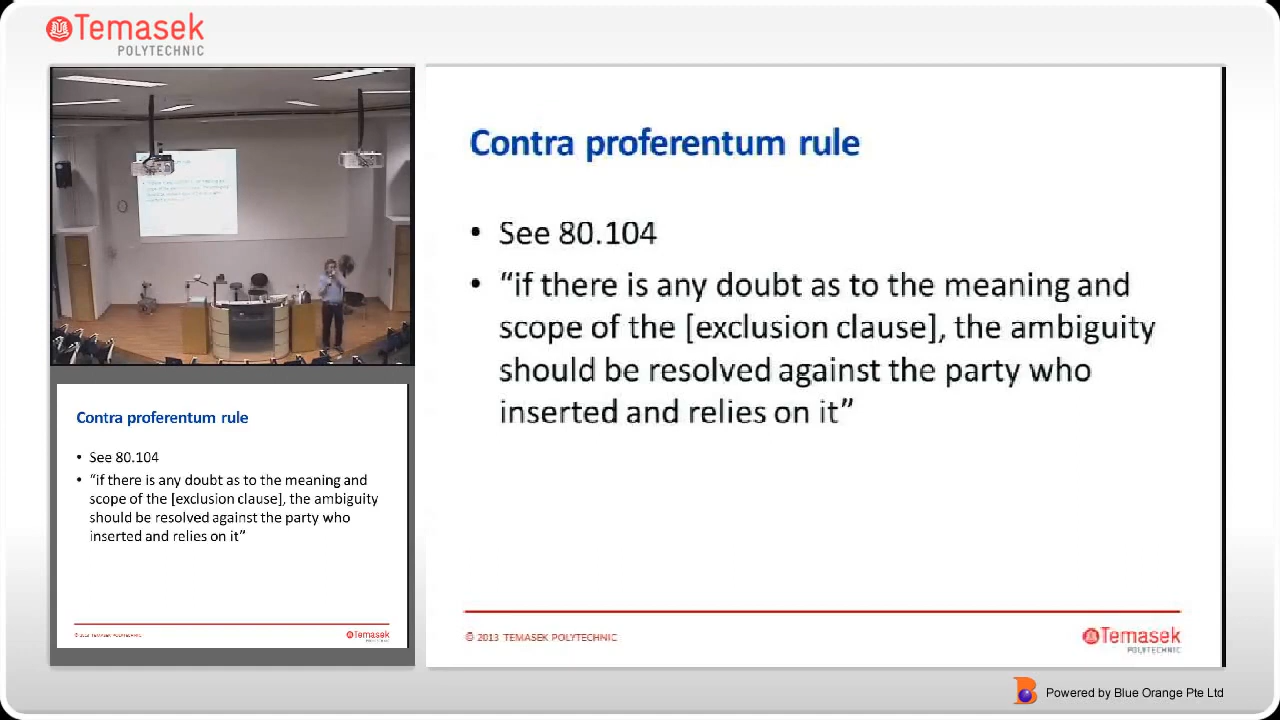 Temasek
POLYTECHNIC
Contra proferentum rule
• See 80.104
• “if there is any doubt as to the meaning and
scope of the [exclusion clause], the ambiguity
should be resolved against the party who
inserted and relies on it”
© 2013 TEMASEK POLYTECHNIC
Temasek
POLYTECHNIC
Contra proferentum rule
• See 80.104
• “if there is any doubt as to the meaning and
scope of the [exclusion clause], the ambiguity
should be resolved against the party who
inserted and relies on it”
© 2013 TEMASEK POLYTECHNIC
Temasek
POLYTECHNIC
Powered by Blue Orange Pte Ltd